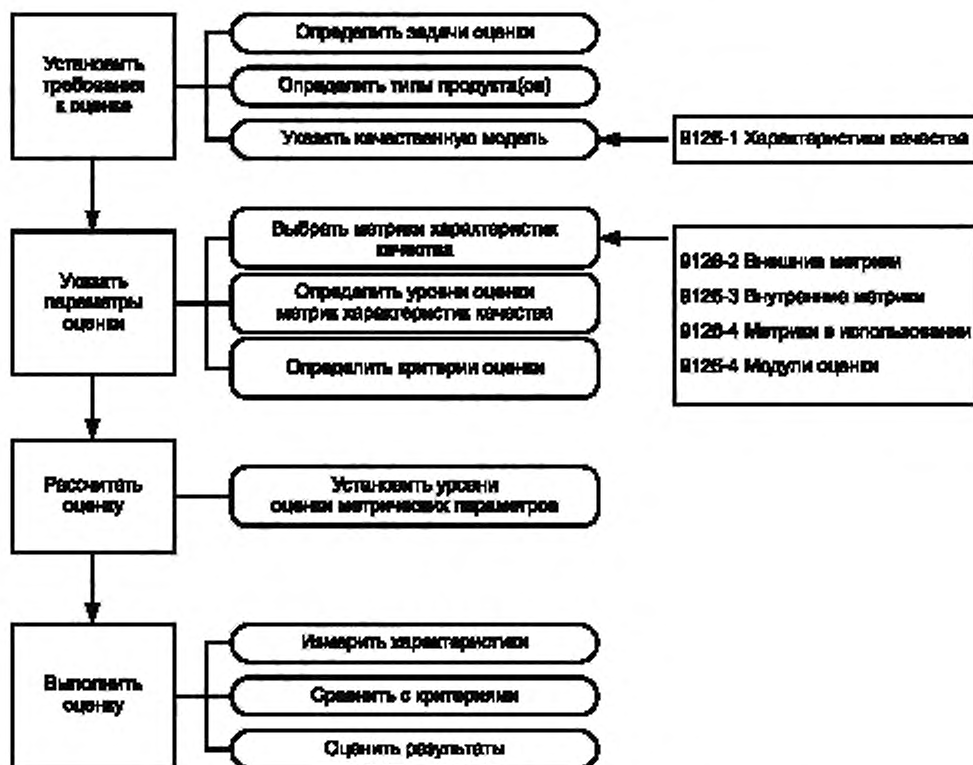 Установить
требования
к оценке
Определить задачи оценки
Определить типы продукта(ов)
Указать качественную модель
9126-1 Характеристики качества
Указать
параметры
оценки
Выбрать метрики характеристик
качества
Определить уровни оценки
метрик характеристик качества
Определить критерии оценки
9126-2 Внешние метрики
9126-3 Внутренние метрики
9126-4 Метрики в использовании
9126-4 Модули оценки
Рассчитать
оценку
Установить уровни
оценки метрических параметров
Выполнить
оценку
Измерить характеристики
Сравнить с критериями
Оценить результаты